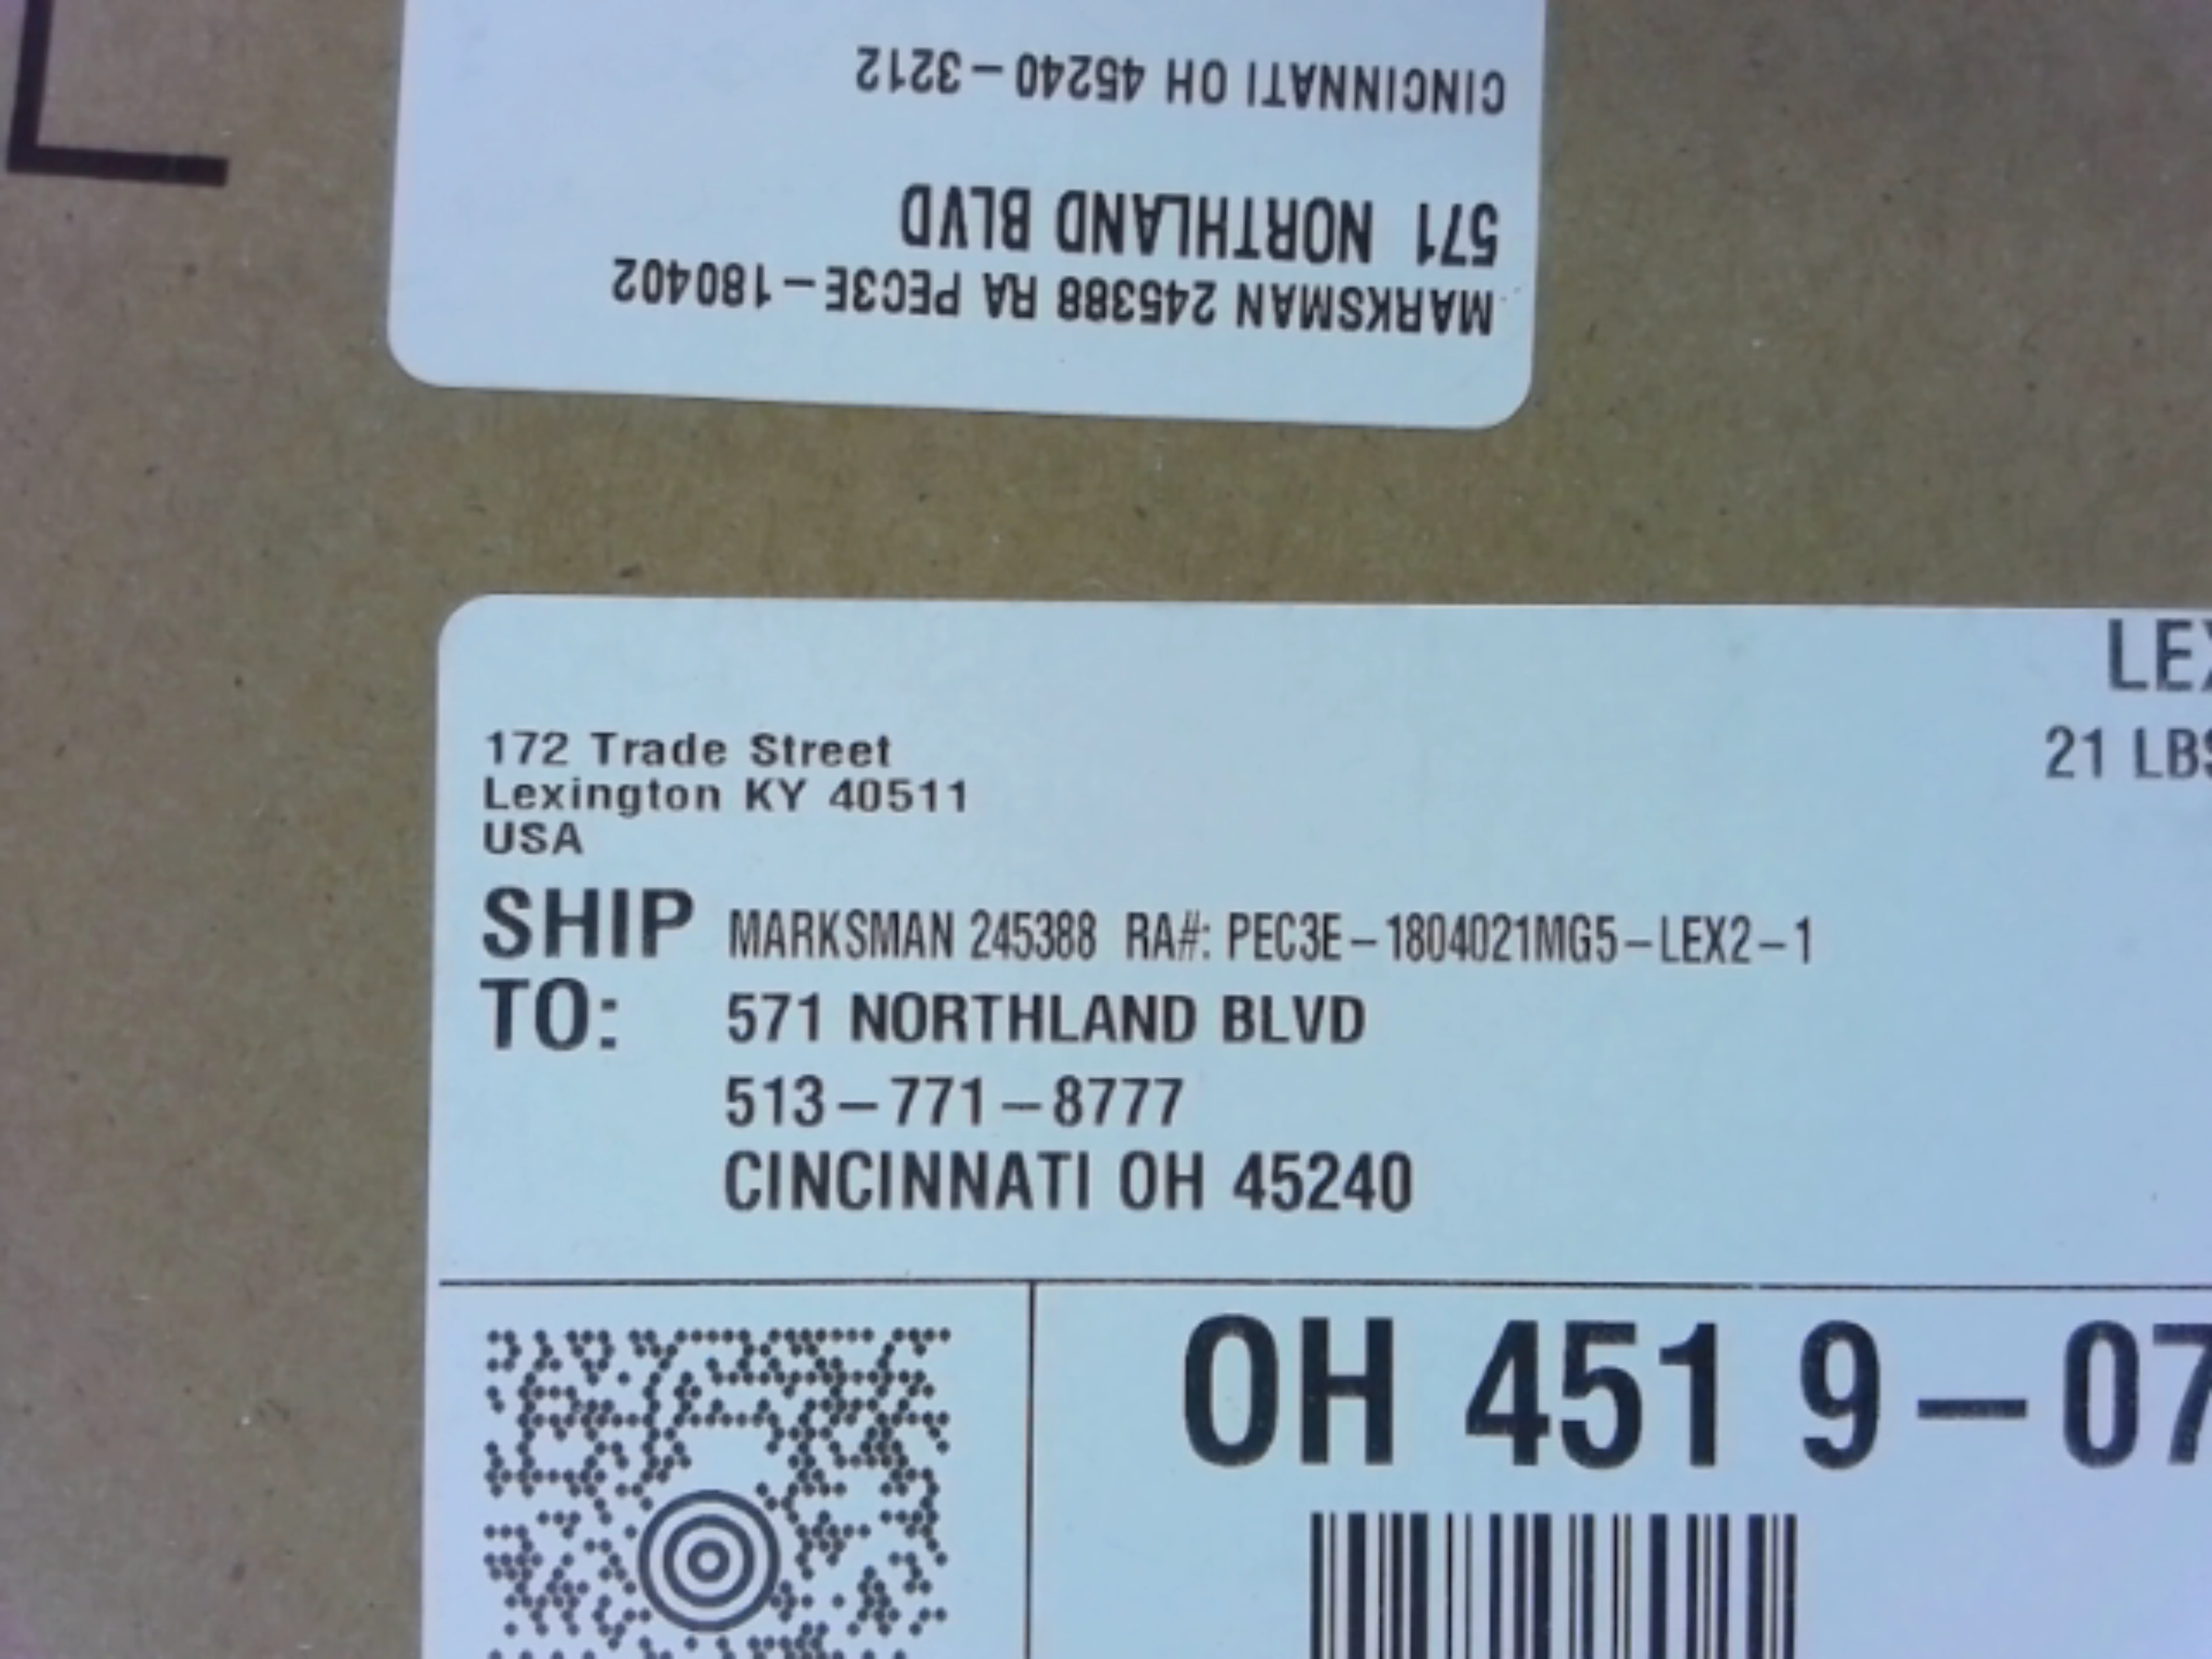 MARKSMAN 245388 RA PEC3E-180402
571 NORTHLAND BLVD
CINCINNATI OH 45240-3212
21 LBS
172 Trade Street
Lexington KY 40511
USA
SHIP TO: MARKSMAN 245388 RA#: PEC3E-1804021MG5-LEX2-1
571 NORTHLAND BLVD
513-771-8777
CINCINNATI OH 45240
OH 451 9-07